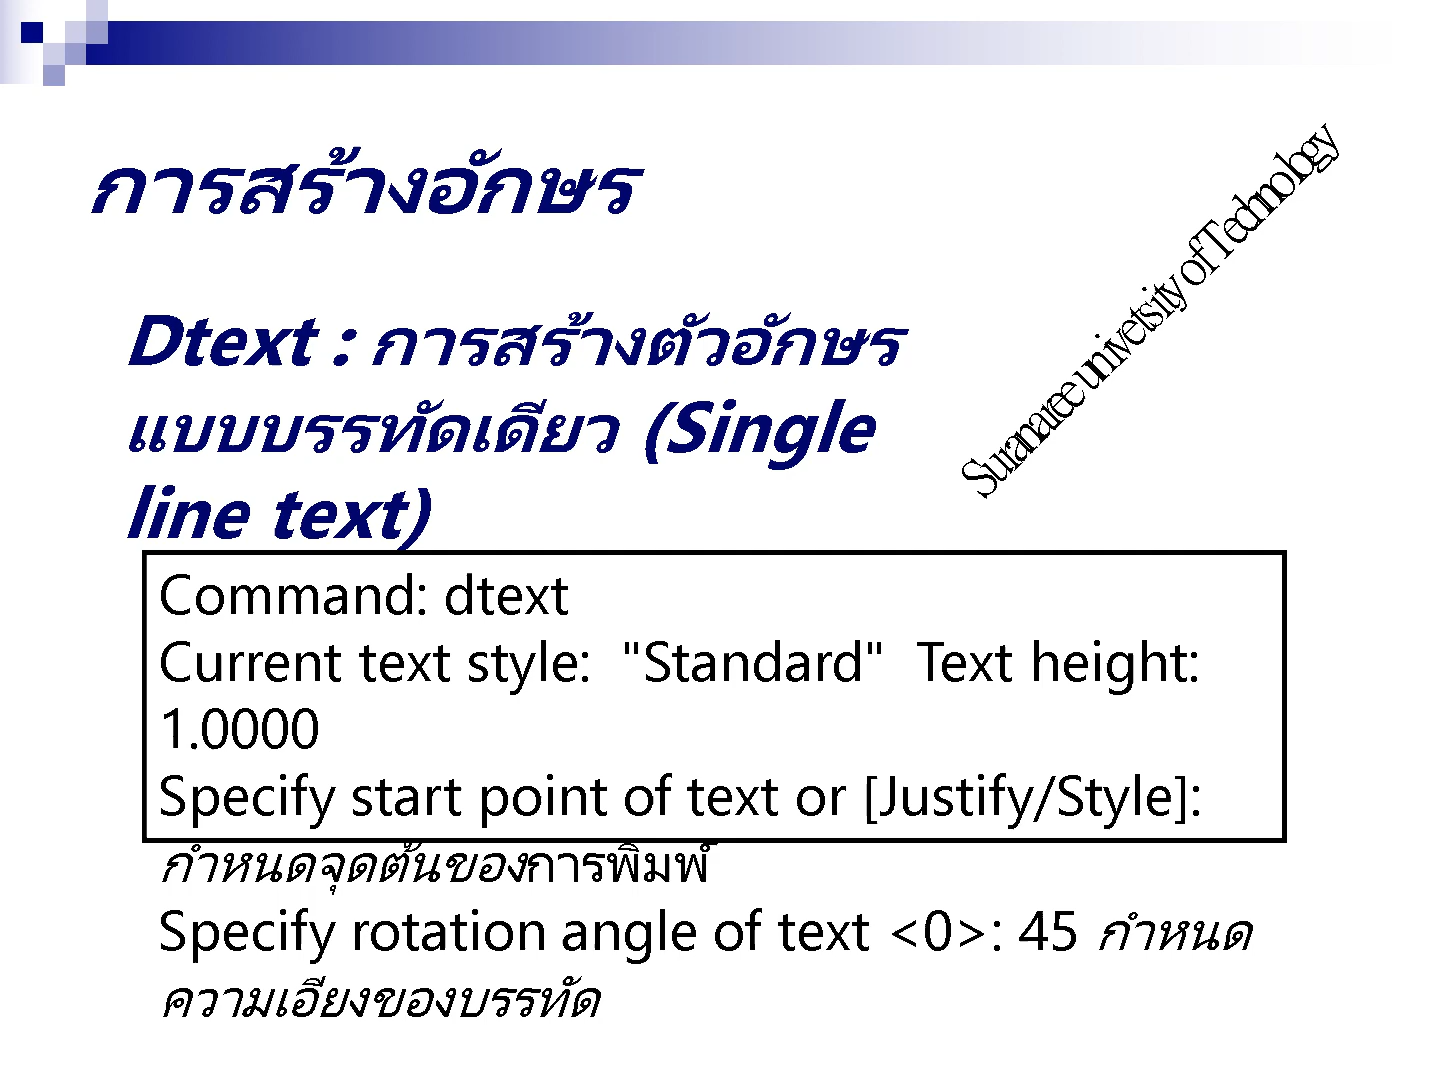 การสร้างอักษร
Suranaree univetsity of Technology
Dtext : การสร้างตัวอักษร
แบบบรรทัดเดียว (Single
line text)
Command: dtext
Current text style:  "Standard"  Text height:
1.0000
Specify start point of text or [Justify/Style]:
กำหนดจุดต้นของการพิมพ์
Specify rotation angle of text <0>: 45 กำหนด
ความเอียงของบรรทัด